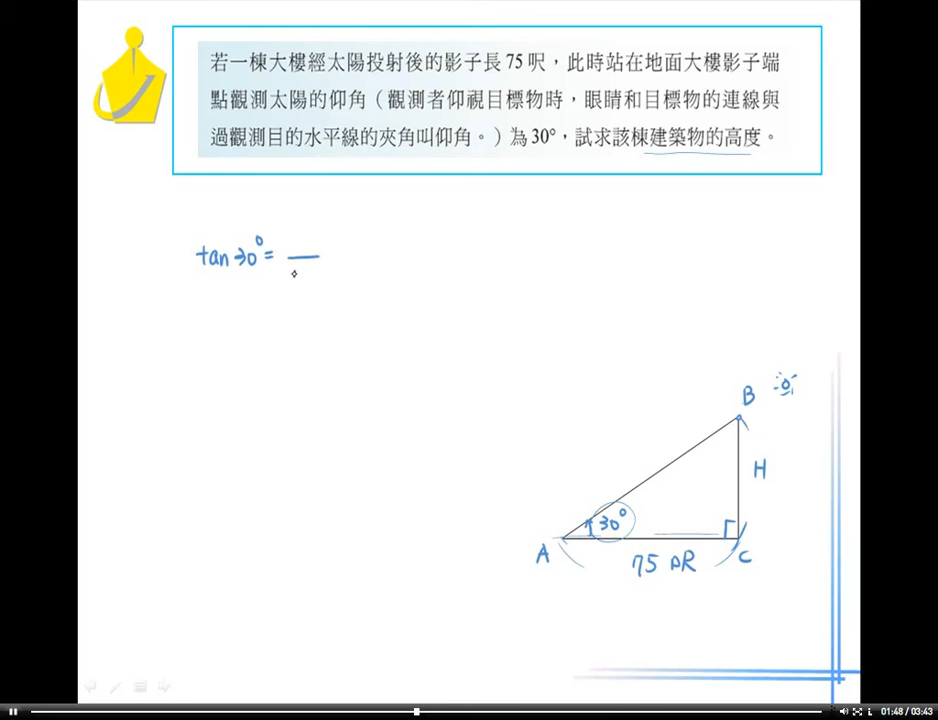 若一棟大樓經太陽投射後的影子長 75 呎，此時站在地面大樓影子端
點觀測太陽的仰角（觀測者仰視目標物時，眼睛和目標物的連線與
過觀測目的水平線的夾角叫仰角。）為 30°，試求該棟建築物的高度。
tan 30° =
B
H
30°
A
75 呎
C
01:48 / 03:43